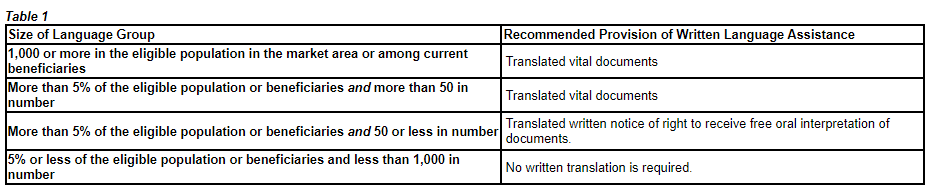 Table 1
Size of Language Group
Recommended Provision of Written Language Assistance
1,000 or more in the eligible population in the market area or among current
beneficiaries
Translated vital documents
More than 5% of the eligible population or beneficiaries and more than 50 in
number
Translated vital documents
More than 5% of the eligible population or beneficiaries and 50 or less in number
Translated written notice of right to receive free oral interpretation of
documents.
5% or less of the eligible population or beneficiaries and less than 1,000 in
number
No written translation is required.